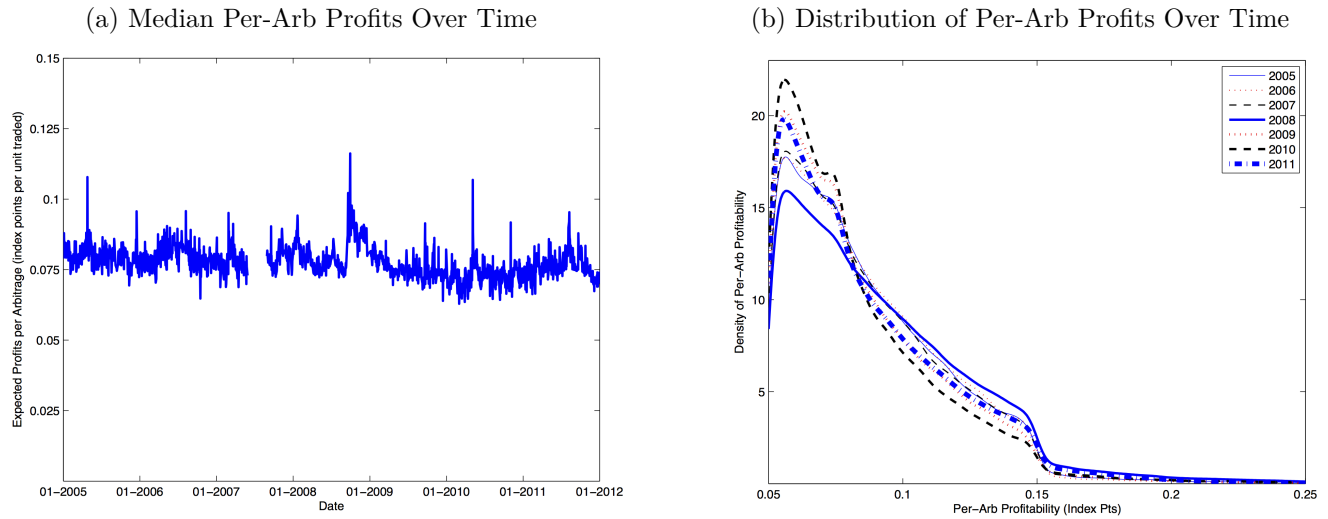 (a) Median Per-Arb Profits Over Time
Expected Profits per Arbitrage (index points per unit traded)
0.15
0.125
0.1
0.075
0.05
0.025
01−2005 01−2006 01−2007 01−2008 01−2009 01−2010 01−2011 01−2012
Date
(b) Distribution of Per-Arb Profits Over Time
Density of Per−Arb Profitability
20
15
10
5
2005
2006
2007
2008
2009
2010
2011
0.05 0.1 0.15 0.2 0.25
Per−Arb Profitability (Index Pts)